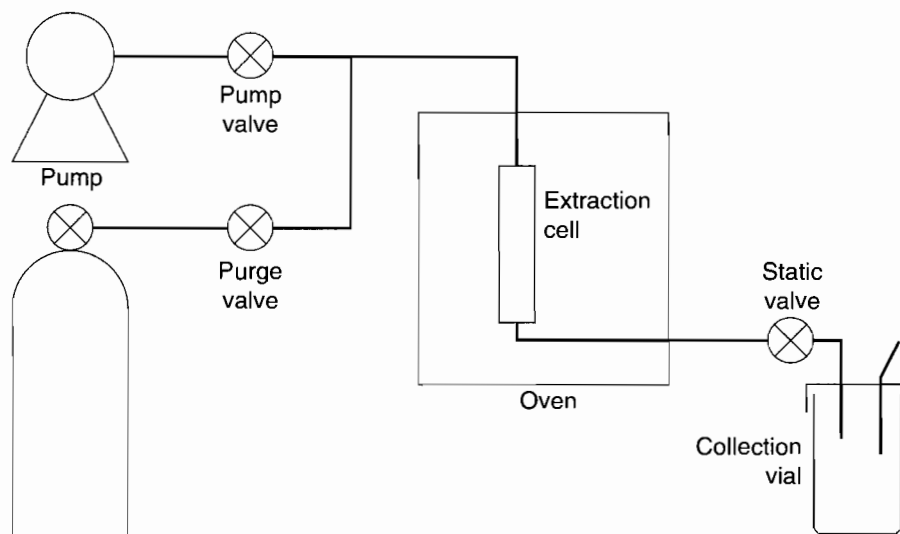 Pump
valve
Pump
Extraction
cell
Purge
valve
Static
valve
Oven
Collection
vial